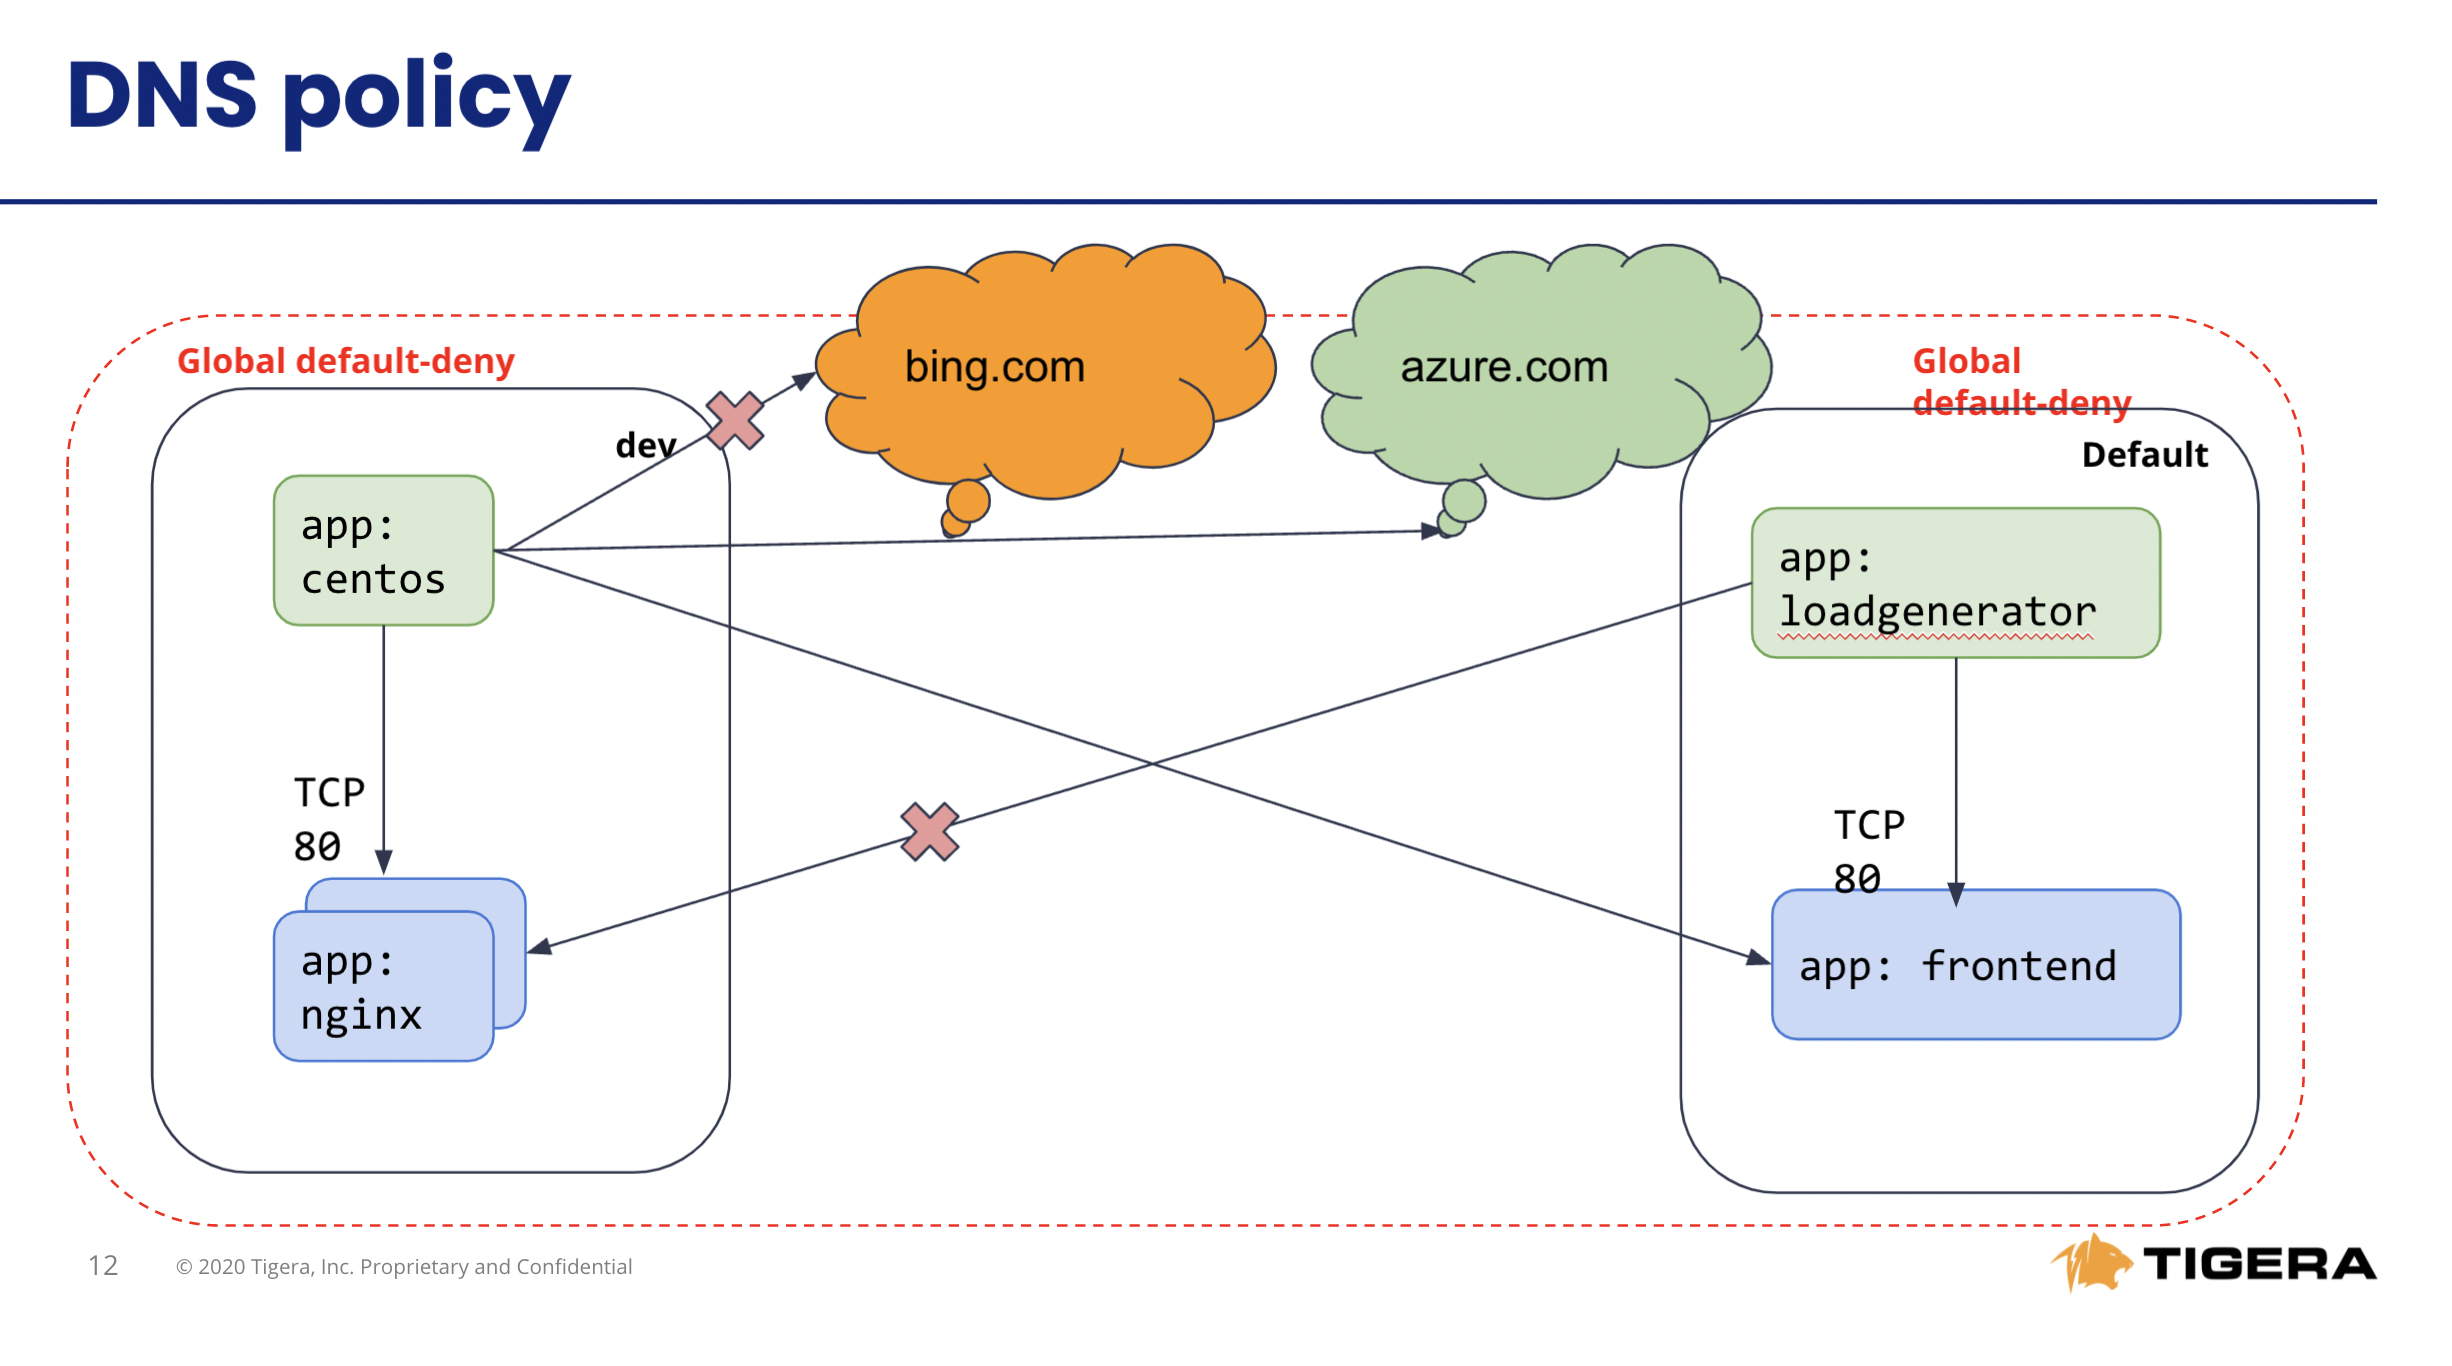 DNS policy
Global default-deny
bing.com
azure.com
Global
default-deny
dev
Default
app:
centos
app:
loadgenerator
TCP
80
TCP
80
app:
nginx
app: frontend
12
© 2020 Tigera, Inc. Proprietary and Confidential
TIGERA